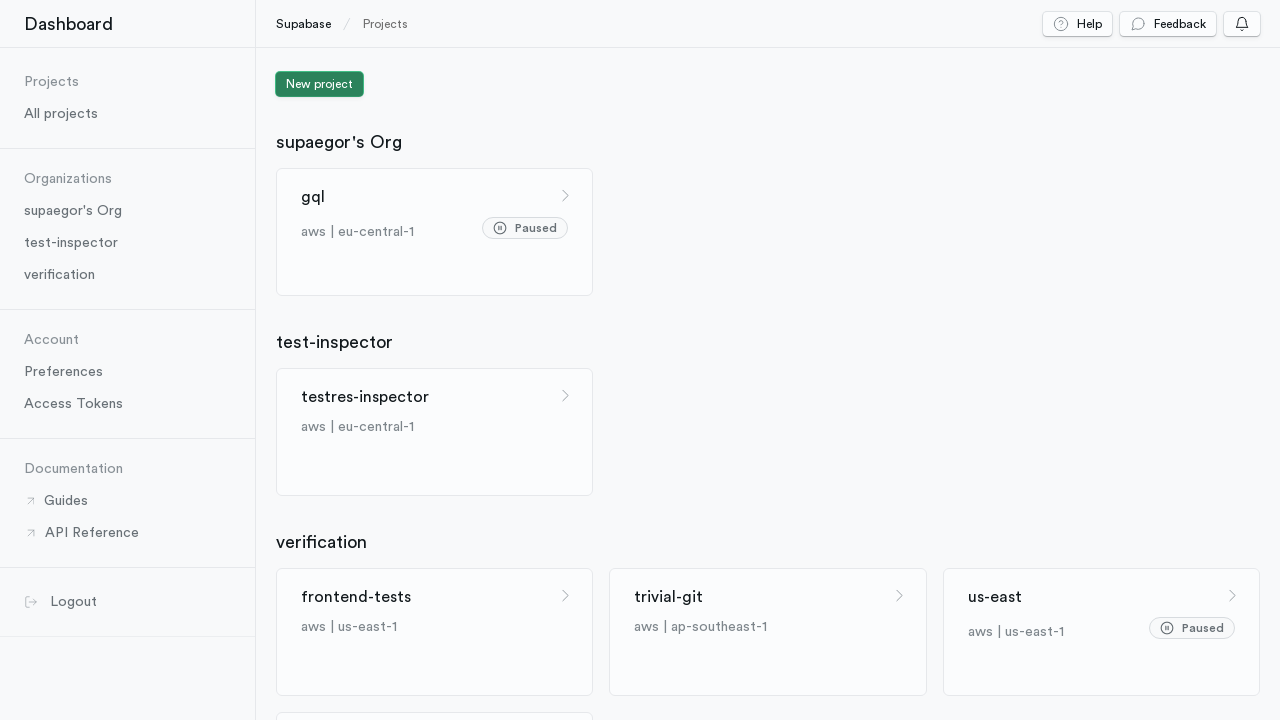 Dashboard
Projects
All projects
Organizations
supaegor's Org
test-inspector
verification
Account
Preferences
Access Tokens
Documentation
Guides
API Reference
Logout
Supabase / Projects
Help
Feedback
New project
supaegor's Org
gql
aws | eu-central-1
Paused
test-inspector
testres-inspector
aws | eu-central-1
verification
frontend-tests
aws | us-east-1
trivial-git
aws | ap-southeast-1
us-east
aws | us-east-1
Paused